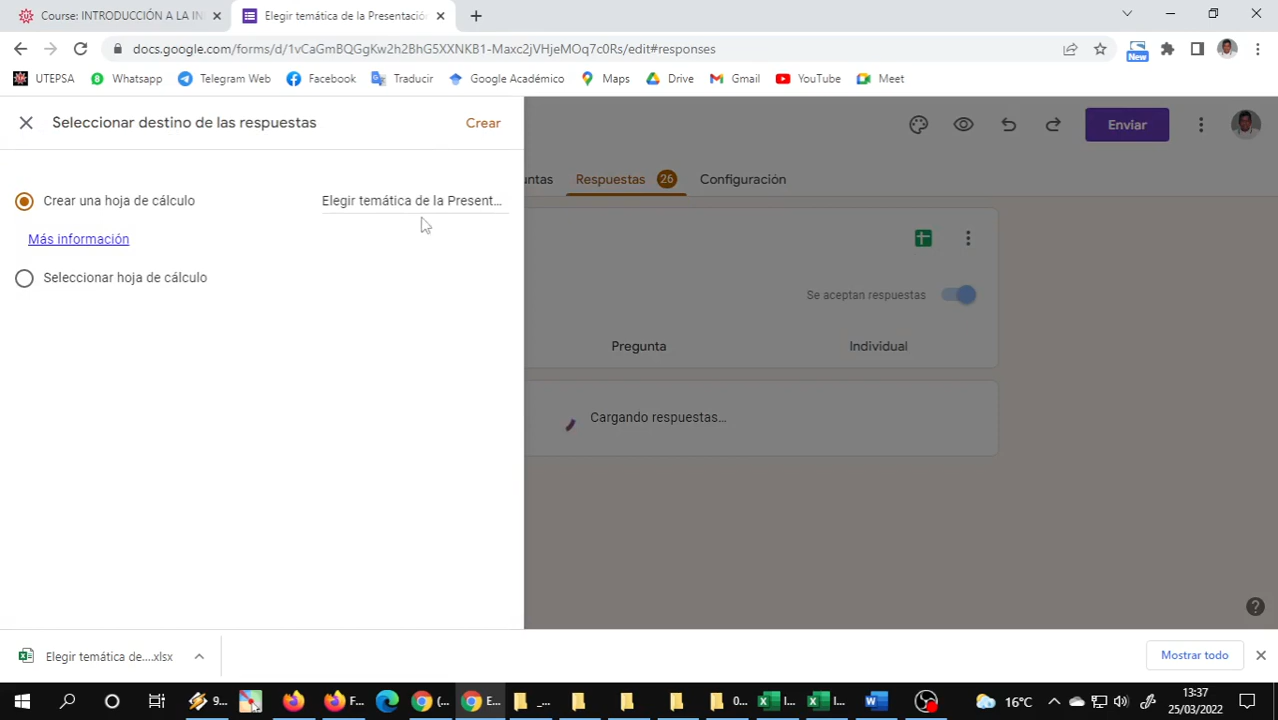 Course: INTRODUCCIÓN A LA IN
Elegir temática de la Presentació
docs.google.com/forms/d/1vCaGmBQGgKw2h2BhG5XXNKB1-Maxc2jVHjeMOq7c0Rs/edit#responses
New
UTEPSA
Whatsapp
Telegram Web
Facebook
Traducir
Google Académico
Maps
Drive
Gmail
YouTube
Meet
Seleccionar destino de las respuestas
Crear
Enviar
untas
Respuestas 26
Configuración
Crear una hoja de cálculo
Elegir temática de la Present...
Más información
Seleccionar hoja de cálculo
Se aceptan respuestas
Pregunta
Individual
Cargando respuestas...
Elegir temática de....xlsx
Mostrar todo
9...
F...
(...
E...
_...
0...
I...
I...
16°C
13:37
25/03/2022